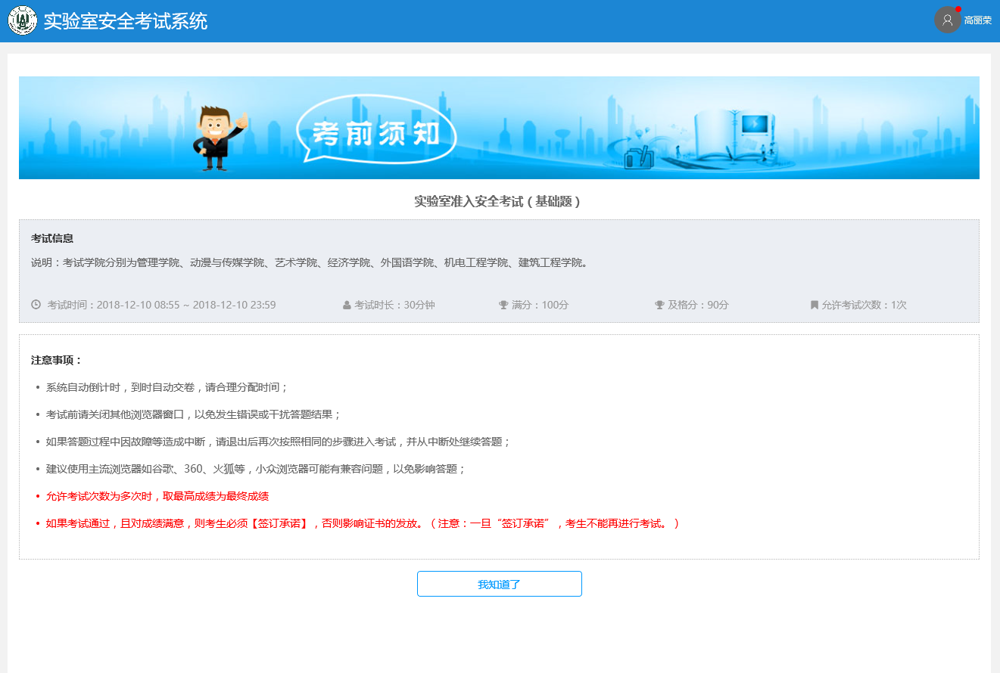 实验室安全考试系统
高丽荣
考前须知
实验室准入安全考试（基础题）
考试信息
说明：考试学院分别为管理学院、动漫与传媒学院、艺术学院、经济学院、外国语学院、机电工程学院、建筑工程学院。
考试时间：2018-12-10 08:55 ~ 2018-12-10 23:59 考试时长：30分钟 满分：100分 及格分：90分 允许考试次数：1次
注意事项：
• 系统自动倒计时，到时自动交卷，请合理分配时间；
• 考试前请关闭其他浏览器窗口，以免发生错误或干扰答题结果；
• 如果答题过程中因故障等造成中断，请退出后再次按照相同的步骤进入考试，并从中断处继续答题；
• 建议使用主流浏览器如谷歌、360、火狐等，小众浏览器可能有兼容问题，以免影响答题；
• 允许考试次数为多次时，取最高成绩为最终成绩
• 如果考试通过，且对成绩满意，则考生必须【签订承诺】，否则影响证书的发放。（注意：一旦“签订承诺”，考生不能再进行考试。）
我知道了